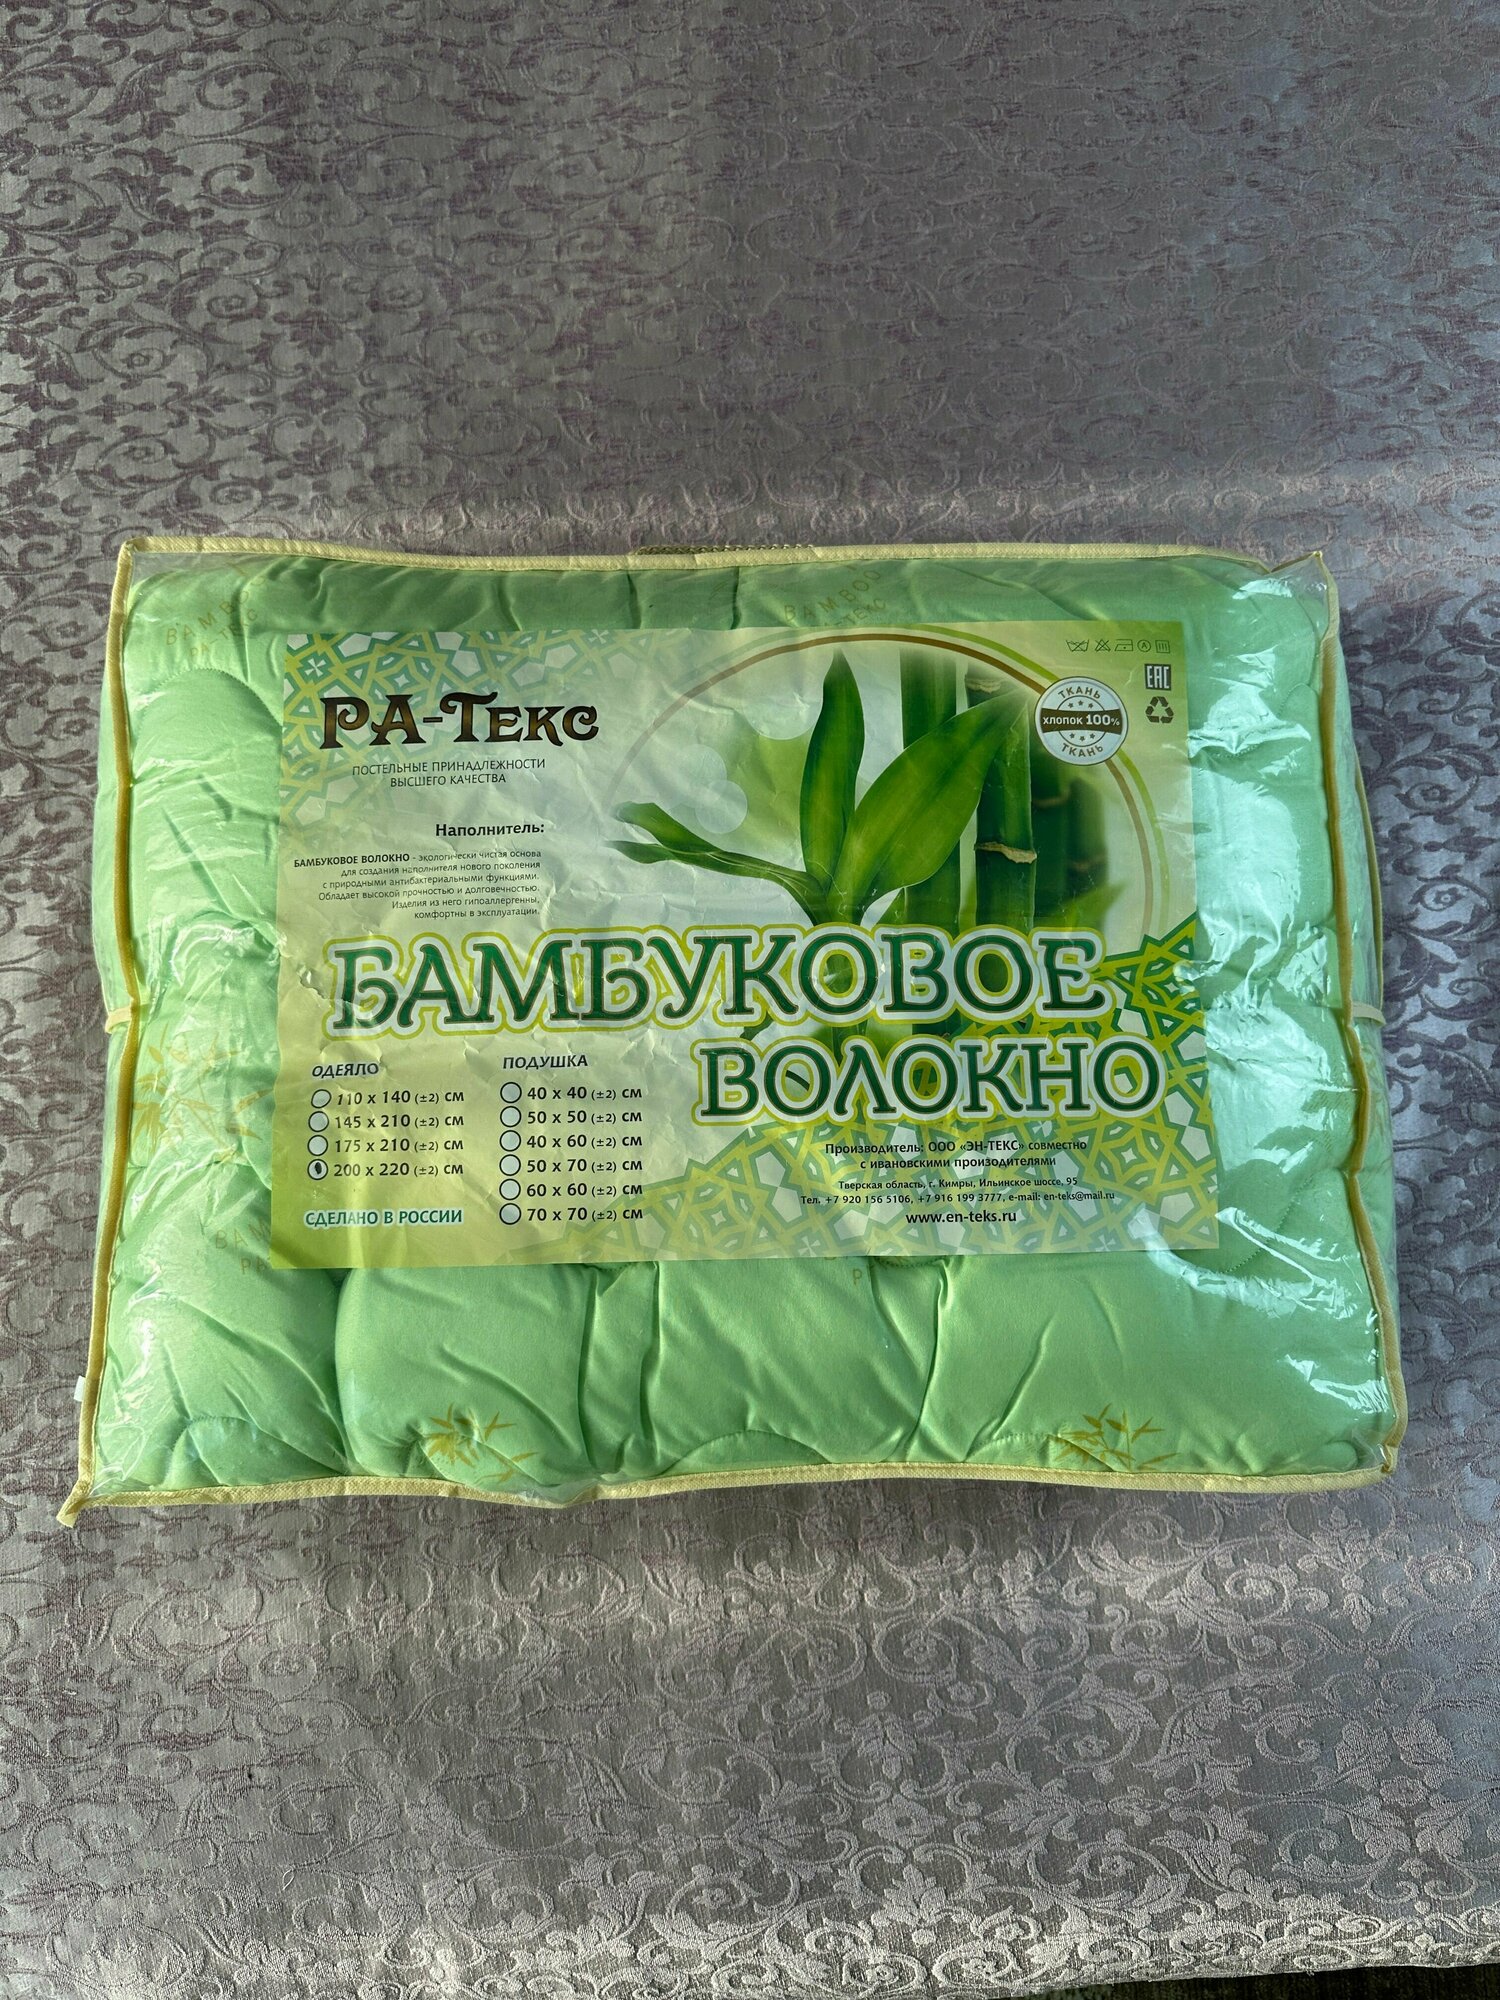 BAMBOO
РАТЕКС
BAMBOO
РА-ТЕКС
ПОСТЕЛЬНЫЕ ПРИНАДЛЕЖНОСТИ
ВЫСШЕГО КАЧЕСТВА
EAC
ТКАНЬ
ХЛОПОК 100%
ТКАНЬ
Наполнитель:
БАМБУКОВОЕ ВОЛОКНО - экологически чистая основа
для создания наполнителя нового поколения
с природными антибактериальными функциями.
Обладает высокой прочностью и долговечностью.
Изделия из него гипоаллергенны,
комфортны в эксплуатации.
БАМБУКОВОЕ
ВОЛОКНО
ОДЕЯЛО
110 x 140 (±2) см
145 x 210 (±2) см
175 x 210 (±2) см
200 x 220 (±2) см
СДЕЛАНО В РОССИИ
ПОДУШКА
40 x 40 (±2) см
50 x 50 (±2) см
40 x 60 (±2) см
50 x 70 (±2) см
60 x 60 (±2) см
70 x 70 (±2) см
Производитель: ООО «ЭН-ТЕКС» совместно
с ивановскими произодителями
Тверская область, г. Кимры, Ильинское шоссе, 95
Тел. +7 920 156 5106, +7 916 199 3777, e-mail: en-teks@mail.ru
www.en-teks.ru